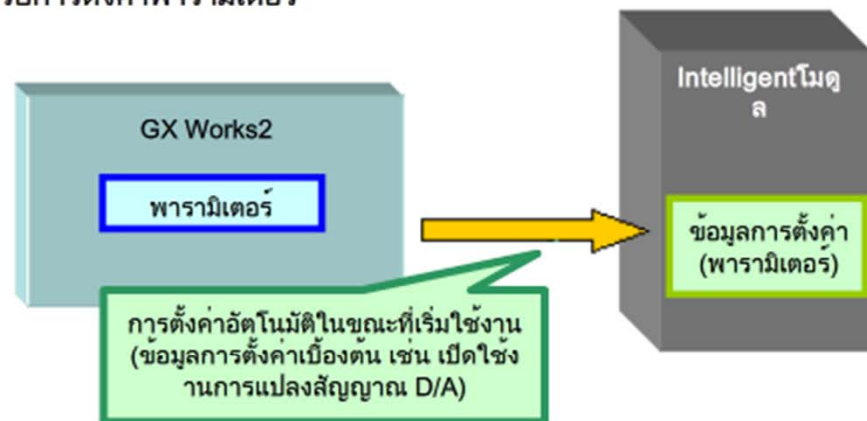 GX Works2
พารามิเตอร์
Intelligentโมดู
ล
ข้อมูลการตั้งค่า
(พารามิเตอร์)
การตั้งค่าอัตโนมัติในขณะที่เริ่มใช้งาน
(ข้อมูลการตั้งค่าเบื้องต้น เช่น เปิดใช้ง
านการแปลงสัญญาณ D/A)